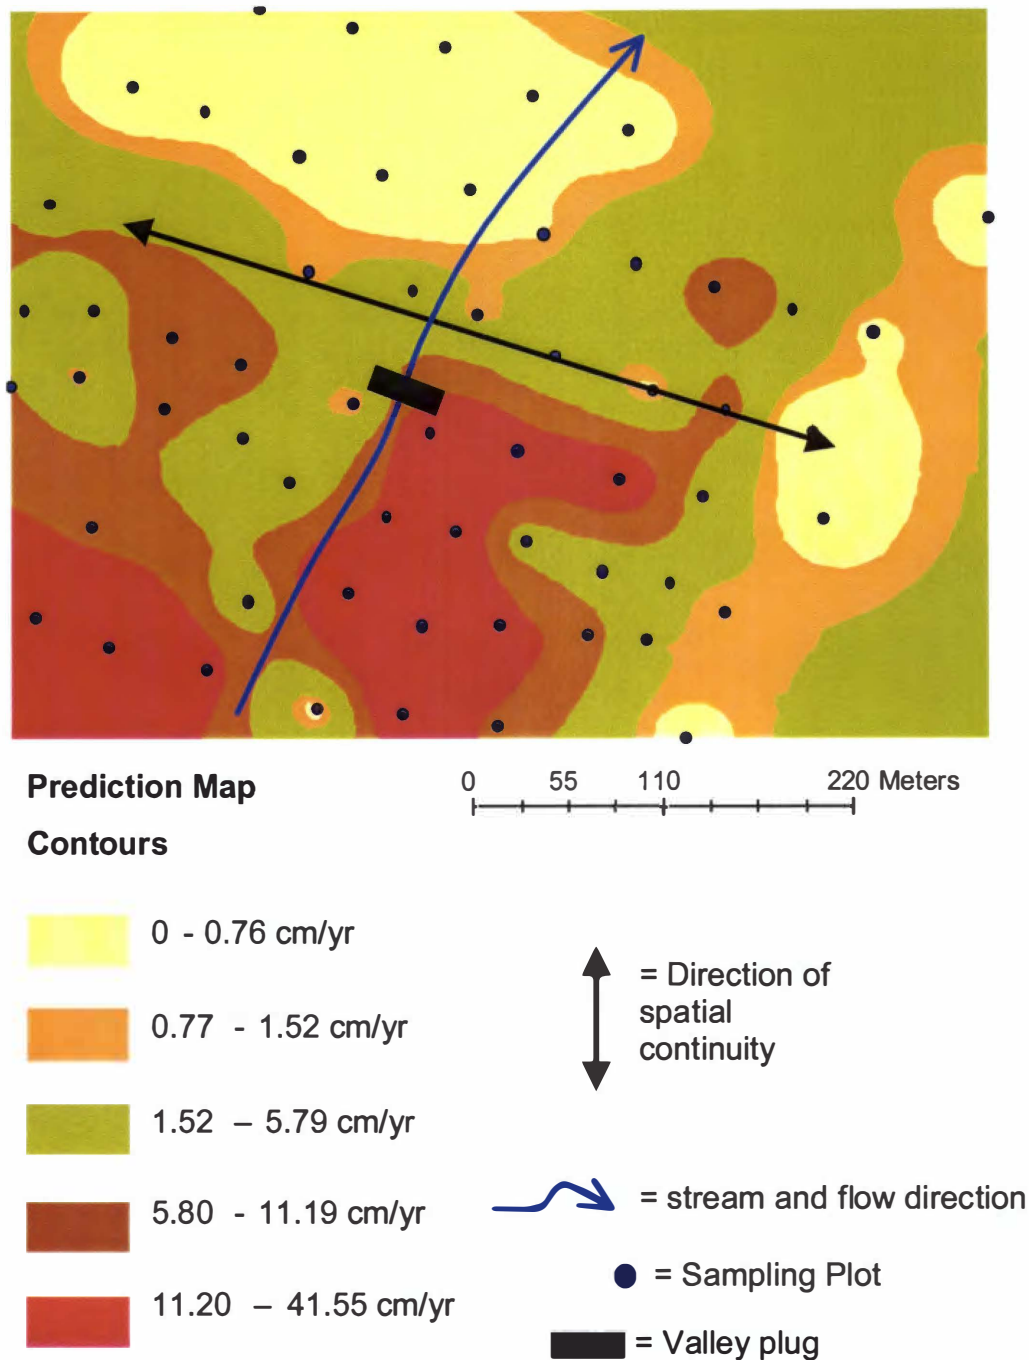 Prediction Map
Contours
0 55 110 220 Meters
0 - 0.76 cm/yr
0.77 - 1.52 cm/yr
1.52 – 5.79 cm/yr
5.80 - 11.19 cm/yr
11.20 – 41.55 cm/yr
= Direction of
spatial
continuity
= stream and flow direction
= Sampling Plot
= Valley plug